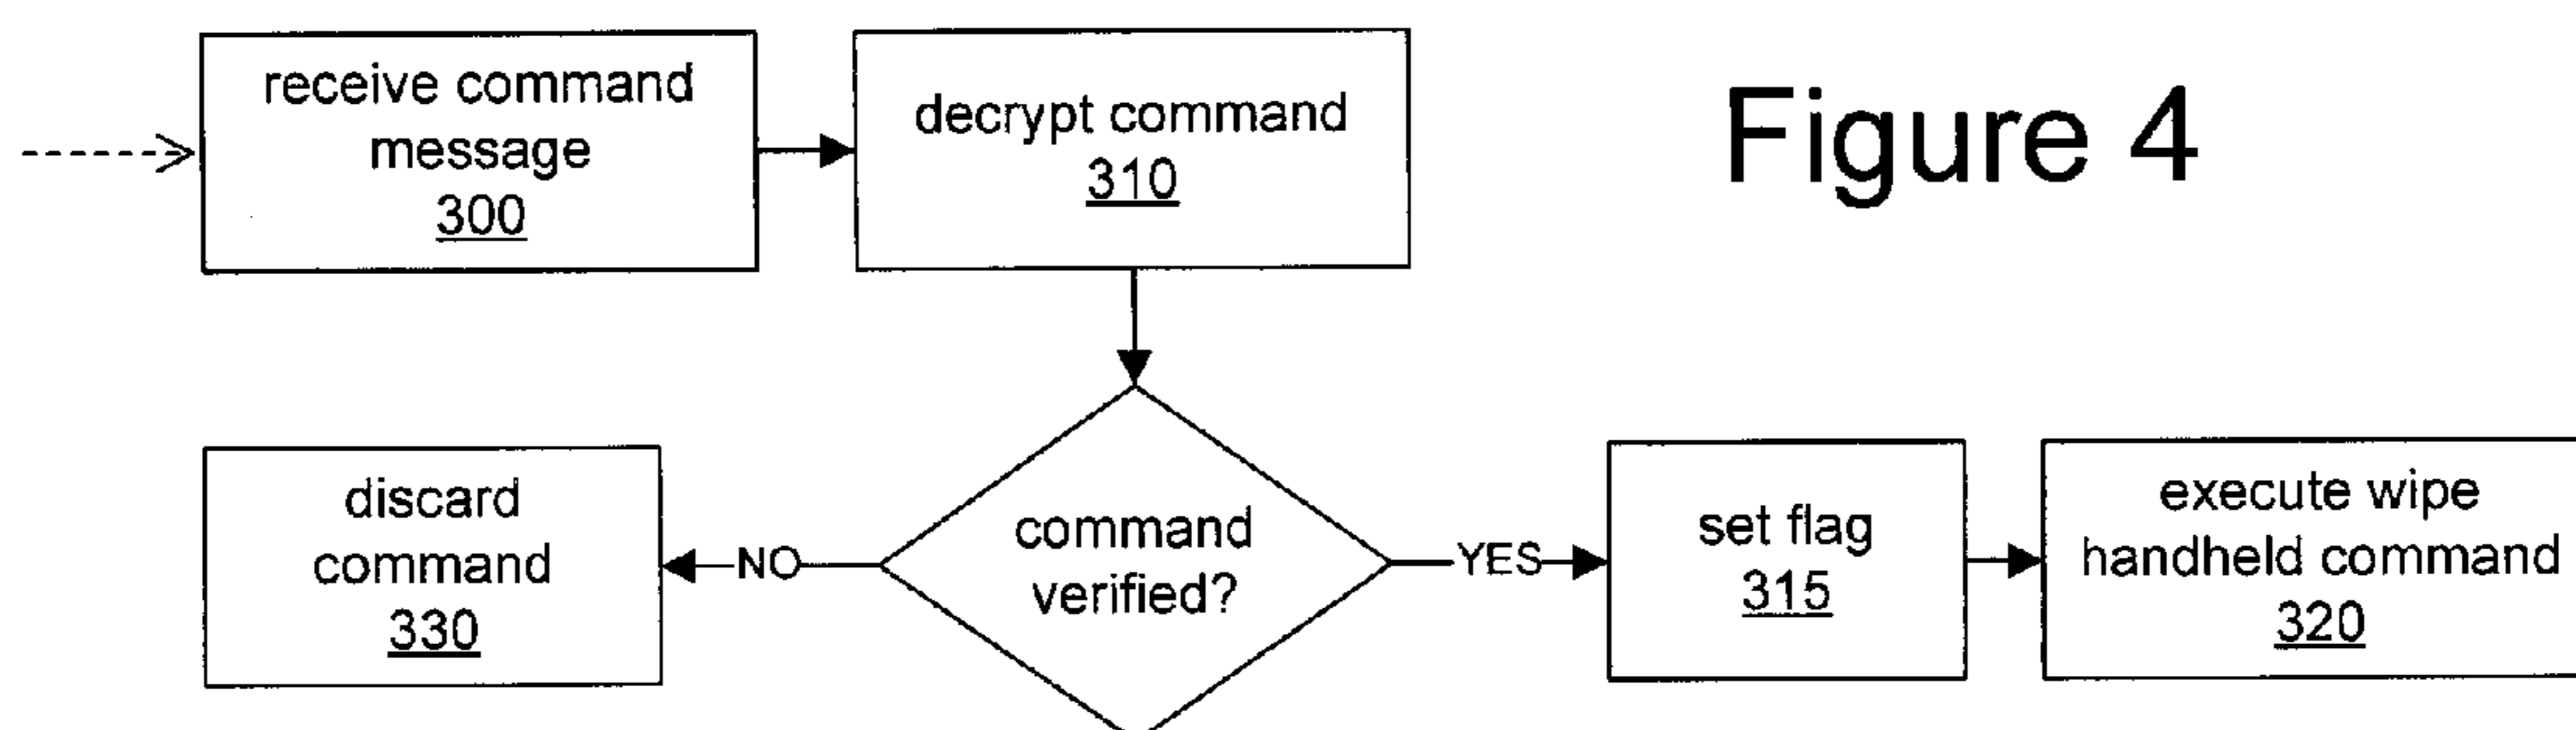 receive command
message
300
decrypt command
310
Figure 4
discard
command
330
NO
command
verified?
YES
set flag
315
execute wipe
handheld command
320